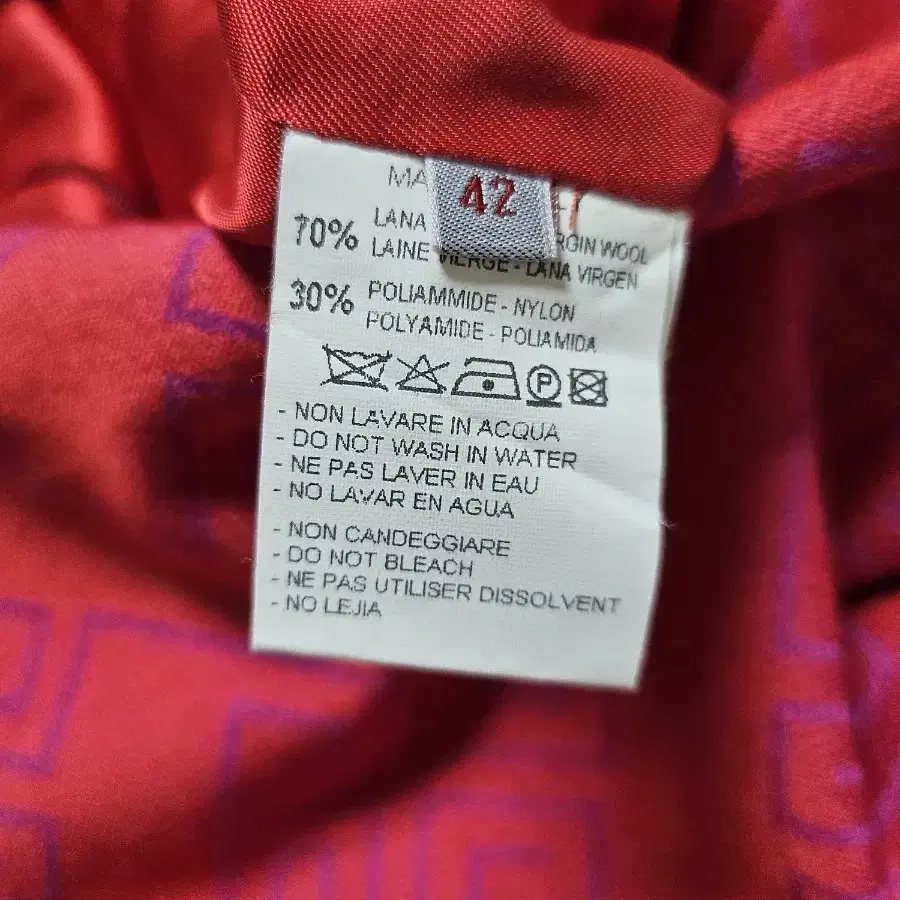 42
70% LANA
LAINE VIERGE - LANA VIRGEN
WOOL
30% POLIAMMIDE - NYLON
POLYAMIDE - POLIAMIDA
P
- NON LAVARE IN ACQUA
- DO NOT WASH IN WATER
- NE PAS LAVER IN EAU
- NO LAVAR EN AGUA
- NON CANDEGGIARE
- DO NOT BLEACH
- NE PAS UTILISER DISSOLVENT
- NO LEJIA